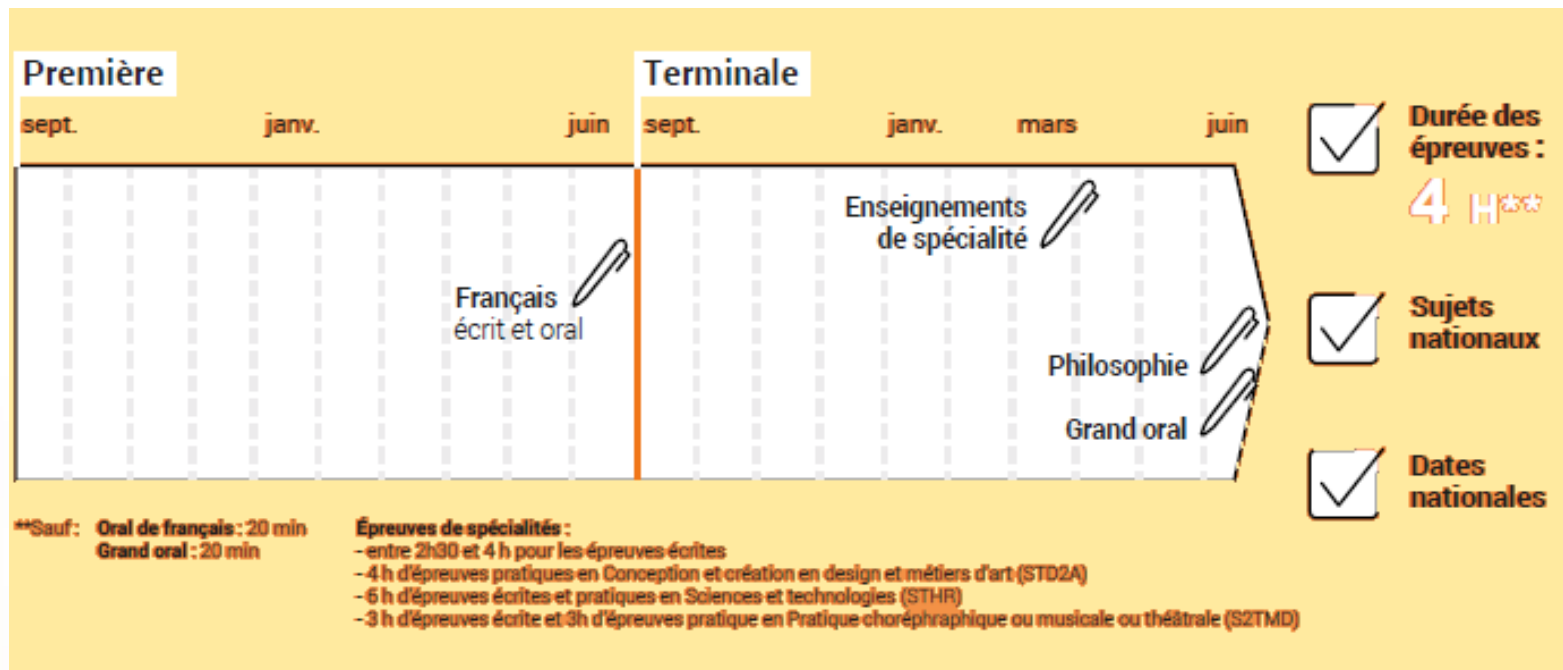 Première
Terminale
sept.
janv.
juin
sept.
janv.
mars
juin
Enseignements
de spécialité
Français
écrit et oral
Philosophie
Grand oral
Durée des
épreuves :
4 H**
Sujets
nationaux
Dates
nationales
**Sauf : Oral de français : 20 min
Grand oral : 20 min
Épreuves de spécialités :
- entre 2h30 et 4 h pour les épreuves écrites
- 4 h d'épreuves pratiques en Conception et création en design et métiers d'art (STD2A)
- 6 h d'épreuves écrites et pratiques en Sciences et technologies (STHR)
- 3 h d'épreuves écrite et 3h d'épreuves pratique en Pratique choréphraphique ou musicale ou théâtrale (S2TMD)